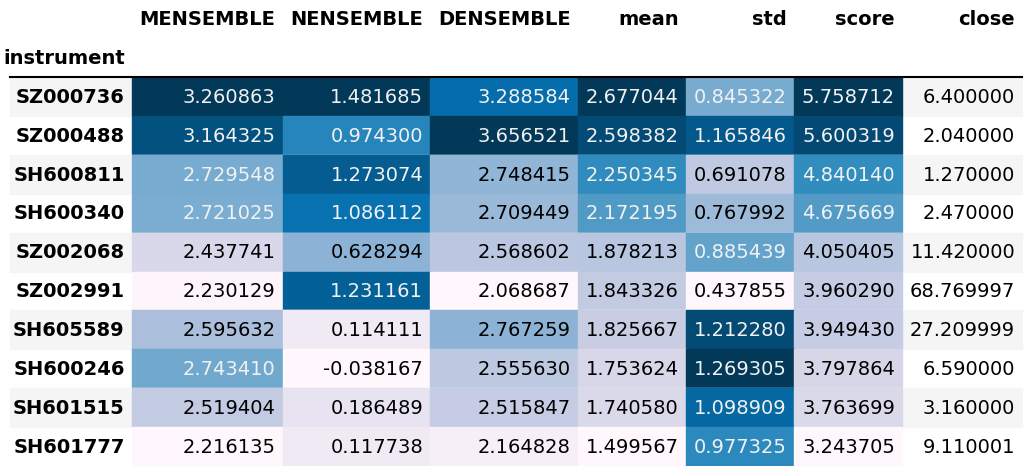 MENSEMBLE NENSEMBLE DENSEMBLE mean std score close
instrument
SZ000736 3.260863 1.481685 3.288584 2.677044 0.845322 5.758712 6.400000
SZ000488 3.164325 0.974300 3.656521 2.598382 1.165846 5.600319 2.040000
SH600811 2.729548 1.273074 2.748415 2.250345 0.691078 4.840140 1.270000
SH600340 2.721025 1.086112 2.709449 2.172195 0.767992 4.675669 2.470000
SZ002068 2.437741 0.628294 2.568602 1.878213 0.885439 4.050405 11.420000
SZ002991 2.230129 1.231161 2.068687 1.843326 0.437855 3.960290 68.769997
SH605589 2.595632 0.114111 2.767259 1.825667 1.212280 3.949430 27.209999
SH600246 2.743410 -0.038167 2.555630 1.753624 1.269305 3.797864 6.590000
SH601515 2.519404 0.186489 2.515847 1.740580 1.098909 3.763699 3.160000
SH601777 2.216135 0.117738 2.164828 1.499567 0.977325 3.243705 9.110001